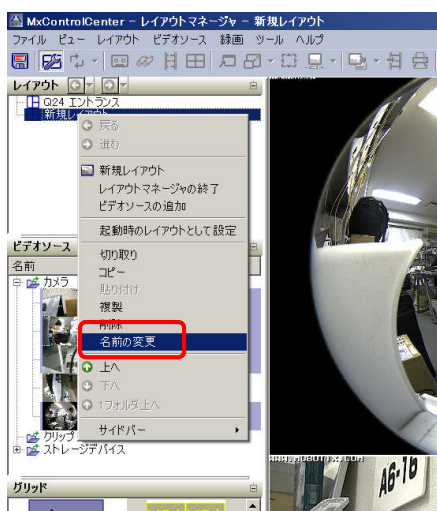 MxControlCenter - レイアウトマネージャ - 新規レイアウト
ファイル ビュー レイアウト ビデオソース 録画 ツール ヘルプ
レイアウト
Q24 エントランス
新規レイアウト
戻る
進む
新規レイアウト
レイアウトマネージャの終了
ビデオソースの追加
起動時のレイアウトとして設定
切り取り
コピー
貼り付け
複製
削除
名前の変更
上へ
下へ
1フォルダ上へ
サイドバー
ビデオソース
名前
カメラ
クリップ
ストレージデバイス
グリッド
WWW.MOBOTIX.COM
A6-16